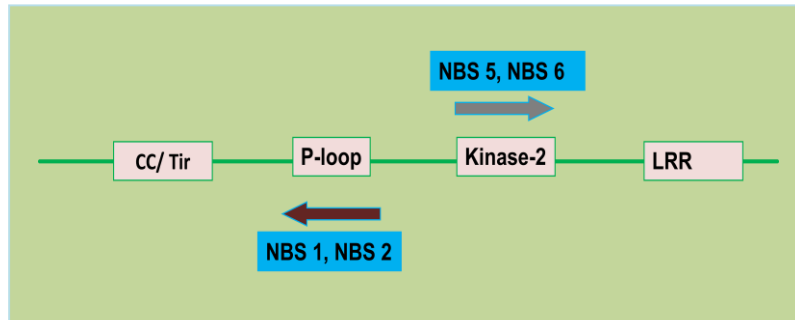 NBS 5, NBS 6
CC/ Tir
P-loop
Kinase-2
LRR
NBS 1, NBS 2